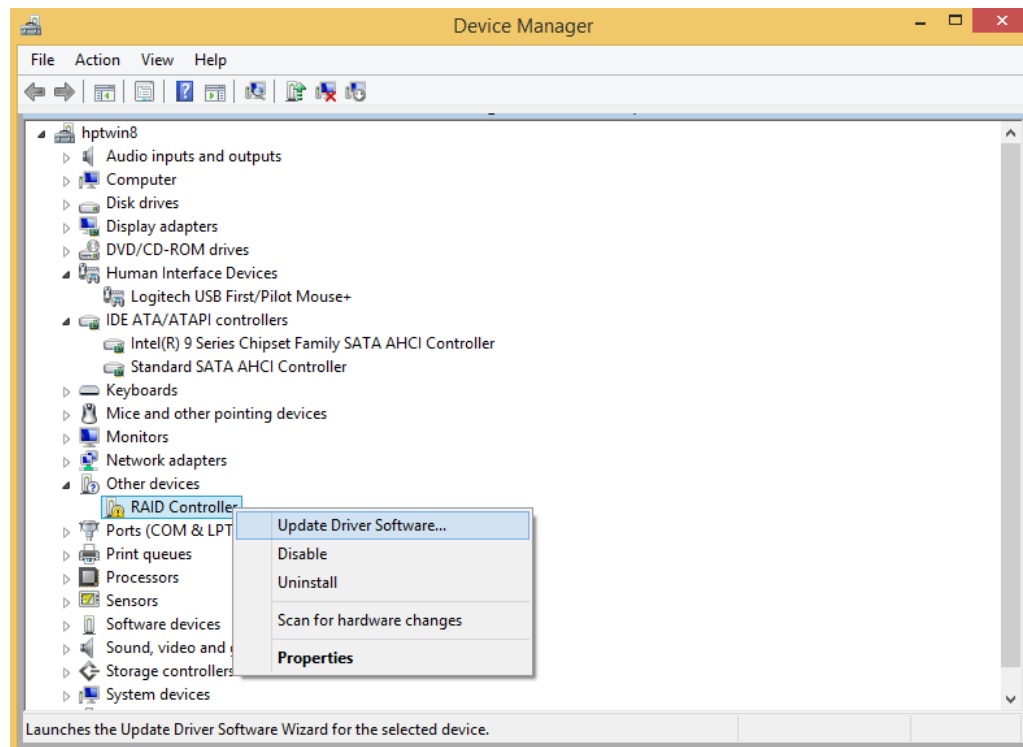 Device Manager
File Action View Help
hptwin8
Audio inputs and outputs
Computer
Disk drives
Display adapters
DVD/CD-ROM drives
Human Interface Devices
Logitech USB First/Pilot Mouse+
IDE ATA/ATAPI controllers
Intel(R) 9 Series Chipset Family SATA AHCI Controller
Standard SATA AHCI Controller
Keyboards
Mice and other pointing devices
Monitors
Network adapters
Other devices
RAID Controller
Ports (COM & LPT
Print queues
Processors
Sensors
Software devices
Sound, video and
Storage controllers
System devices
Update Driver Software...
Disable
Uninstall
Scan for hardware changes
Properties
Launches the Update Driver Software Wizard for the selected device.